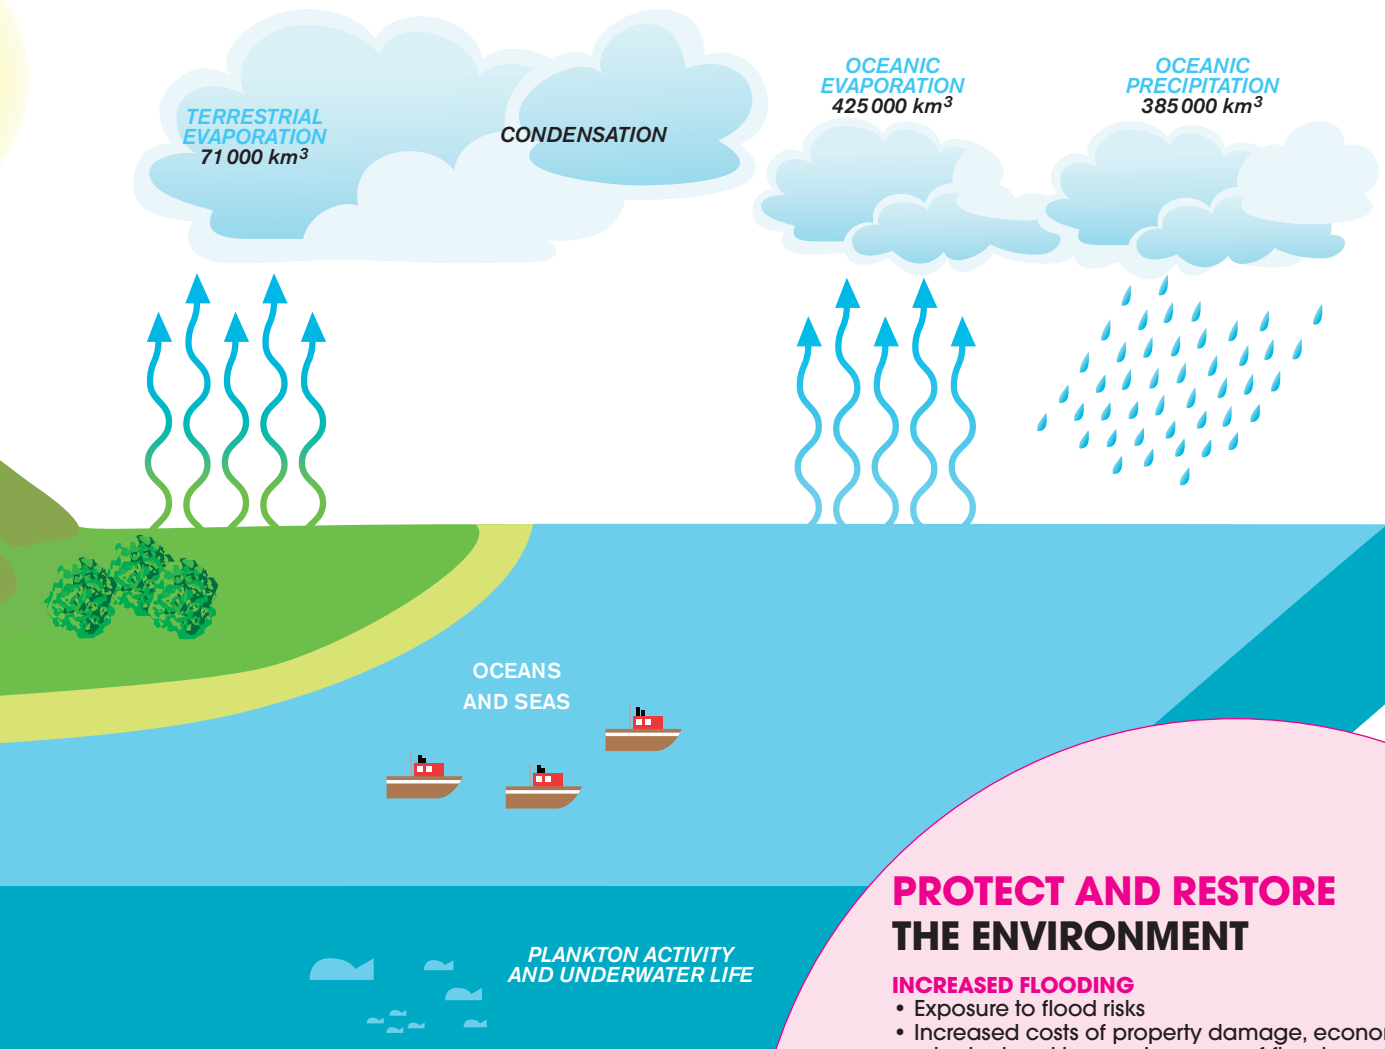 TERRESTRIAL
EVAPORATION
71 000 km³
CONDENSATION
OCEANIC
EVAPORATION
425 000 km³
OCEANIC
PRECIPITATION
385 000 km³
OCEANS
AND SEAS
PLANKTON ACTIVITY
AND UNDERWATER LIFE
PROTECT AND RESTORE
THE ENVIRONMENT
INCREASED FLOODING
• Exposure to flood risks
• Increased costs of property damage,